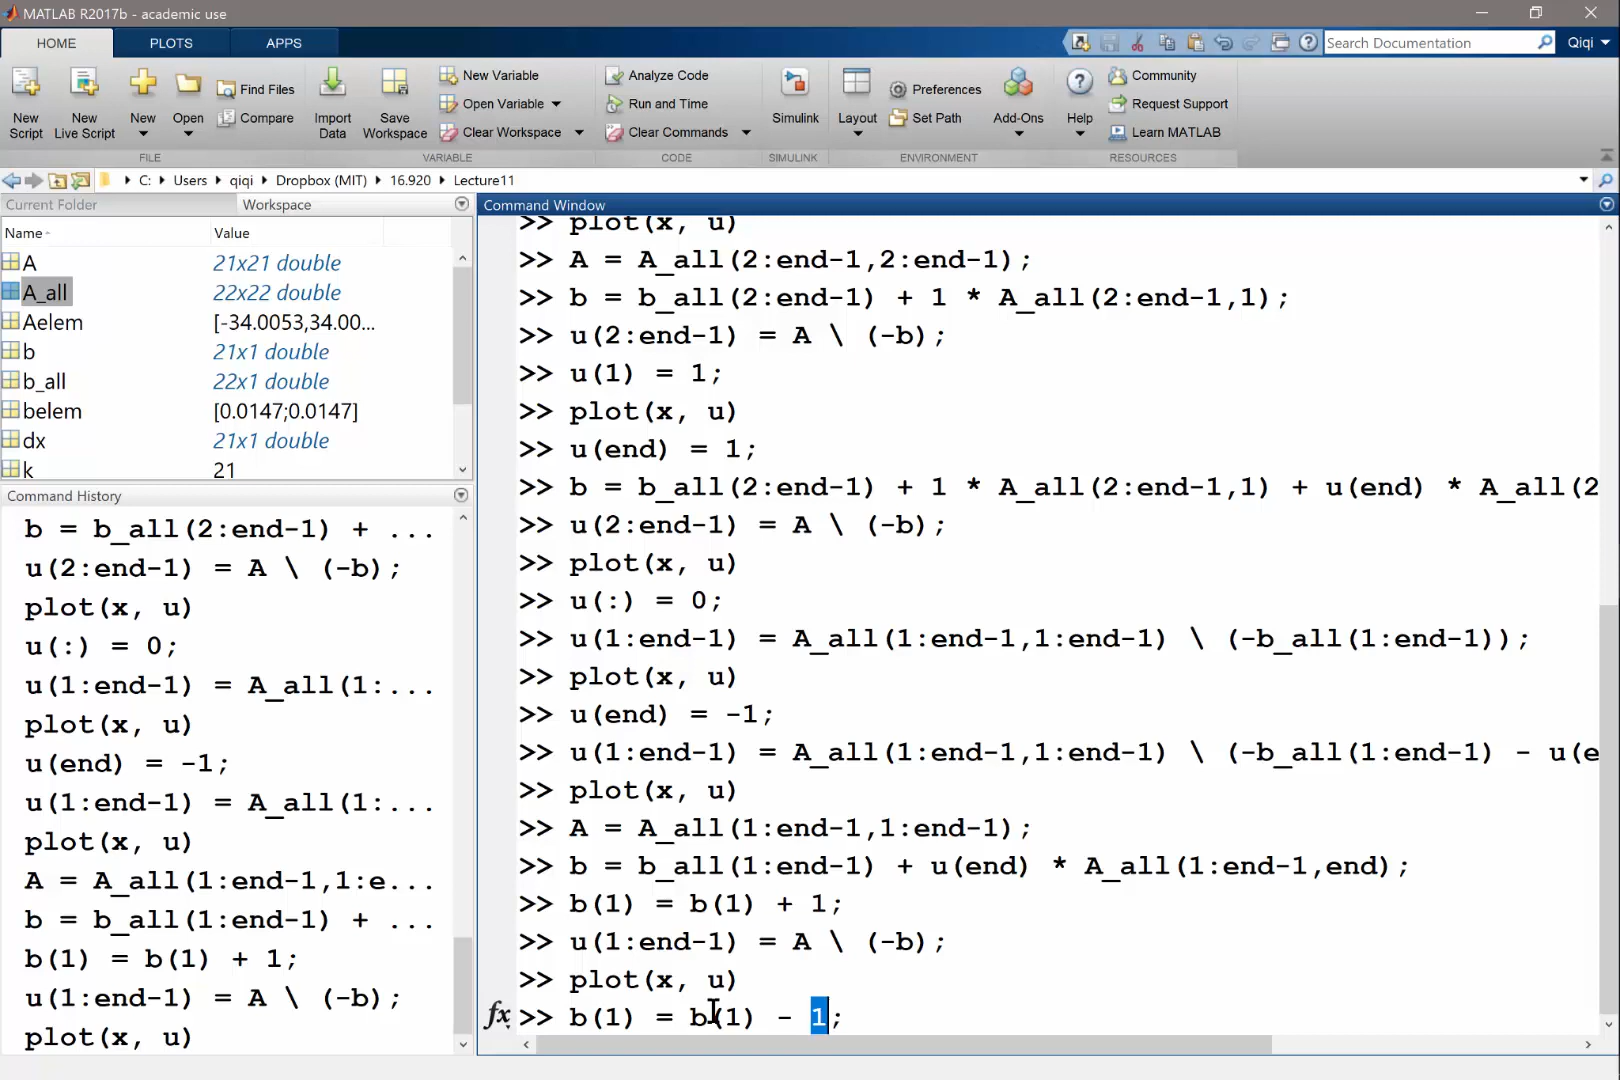 MATLAB R2017b - academic use
HOME PLOTS APPS
Search Documentation
Qiqi
New Script
New Live Script
New
Open
Find Files
Compare
Import Data
Save Workspace
New Variable
Open Variable
Clear Workspace
Analyze Code
Run and Time
Clear Commands
Simulink
Layout
Preferences
Set Path
Add-Ons
Help
Community
Request Support
Learn MATLAB
FILE VARIABLE CODE SIMULINK ENVIRONMENT RESOURCES
C: Users qiqi Dropbox (MIT) 16.920 Lecture11
Current Folder Workspace
Name Value
A 21x21 double
A_all 22x22 double
Aelem [-34.0053,34.00...
b 21x1 double
b_all 22x1 double
belem [0.0147;0.0147]
dx 21x1 double
k 21
Command History
b = b_all(2:end-1) + ...
u(2:end-1) = A \ (-b);
plot(x, u)
u(:) = 0;
u(1:end-1) = A_all(1:...
plot(x, u)
u(end) = -1;
u(1:end-1) = A_all(1:...
plot(x, u)
A = A_all(1:end-1,1:e...
b = b_all(1:end-1) + ...
b(1) = b(1) + 1;
u(1:end-1) = A \ (-b);
plot(x, u)
Command Window
>> plot(x, u)
>> A = A_all(2:end-1,2:end-1);
>> b = b_all(2:end-1) + 1 * A_all(2:end-1,1);
>> u(2:end-1) = A \ (-b);
>> u(1) = 1;
>> plot(x, u)
>> u(end) = 1;
>> b = b_all(2:end-1) + 1 * A_all(2:end-1,1) + u(end) * A_all(2
>> u(2:end-1) = A \ (-b);
>> plot(x, u)
>> u(:) = 0;
>> u(1:end-1) = A_all(1:end-1,1:end-1) \ (-b_all(1:end-1));
>> plot(x, u)
>> u(end) = -1;
>> u(1:end-1) = A_all(1:end-1,1:end-1) \ (-b_all(1:end-1) - u(e
>> plot(x, u)
>> A = A_all(1:end-1,1:end-1);
>> b = b_all(1:end-1) + u(end) * A_all(1:end-1,end);
>> b(1) = b(1) + 1;
>> u(1:end-1) = A \ (-b);
>> plot(x, u)
fx >> b(1) = b(1) - 1;